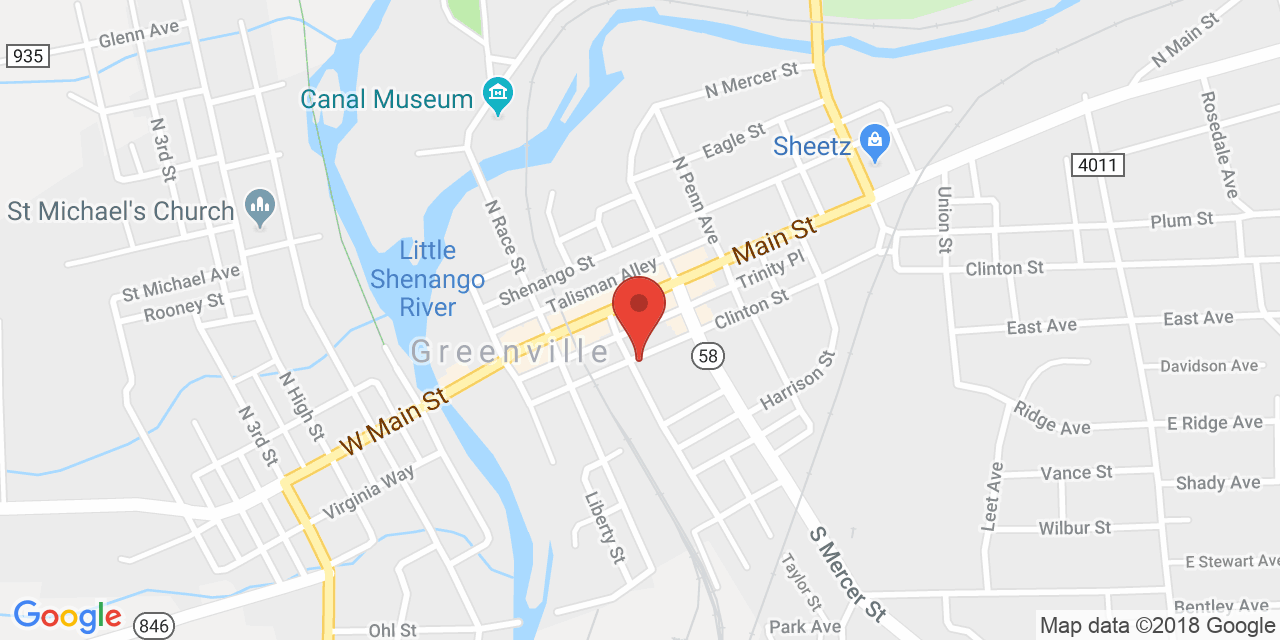 Glenn Ave
935
N Main St
N Mercer St
Canal Museum
Rosedale Ave
N 3rd St
Eagle St
Sheetz
4011
N Penn Ave
St Michael's Church
Union St
Plum St
N Race St
Main St
Little
Shenango
River
Shenango St
Talisman Alley
Trinity Pl
Clinton St
St Michael Ave
Rooney St
Clinton St
East Ave
East Ave
Greenville
58
Davidson Ave
Harrison St
N High St
N 3rd St
W Main St
Ridge Ave
E Ridge Ave
Virginia Way
Vance St
Shady Ave
Leet Ave
Liberty St
Wilbur St
S Mercer St
E Stewart Ave
Taylor St
Google
846
Ohl St
Park Ave
Bentley Ave
Map data ©2018 Google